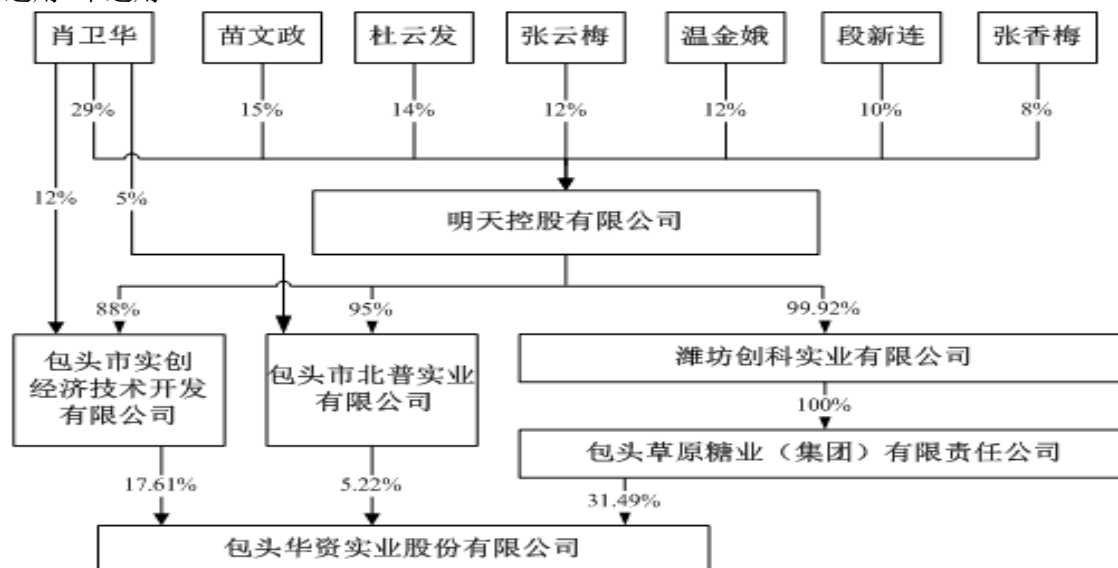 肖卫华
苗文政
杜云发
张云梅
温金娥
段新连
张香梅
29%
15%
14%
12%
12%
10%
8%
12%
5%
明天控股有限公司
88%
95%
99.92%
包头市实创
经济技术开发
有限公司
包头市北普实业
有限公司
潍坊创科实业有限公司
100%
包头草原糖业（集团）有限责任公司
17.61%
5.22%
31.49%
包头华资实业股份有限公司